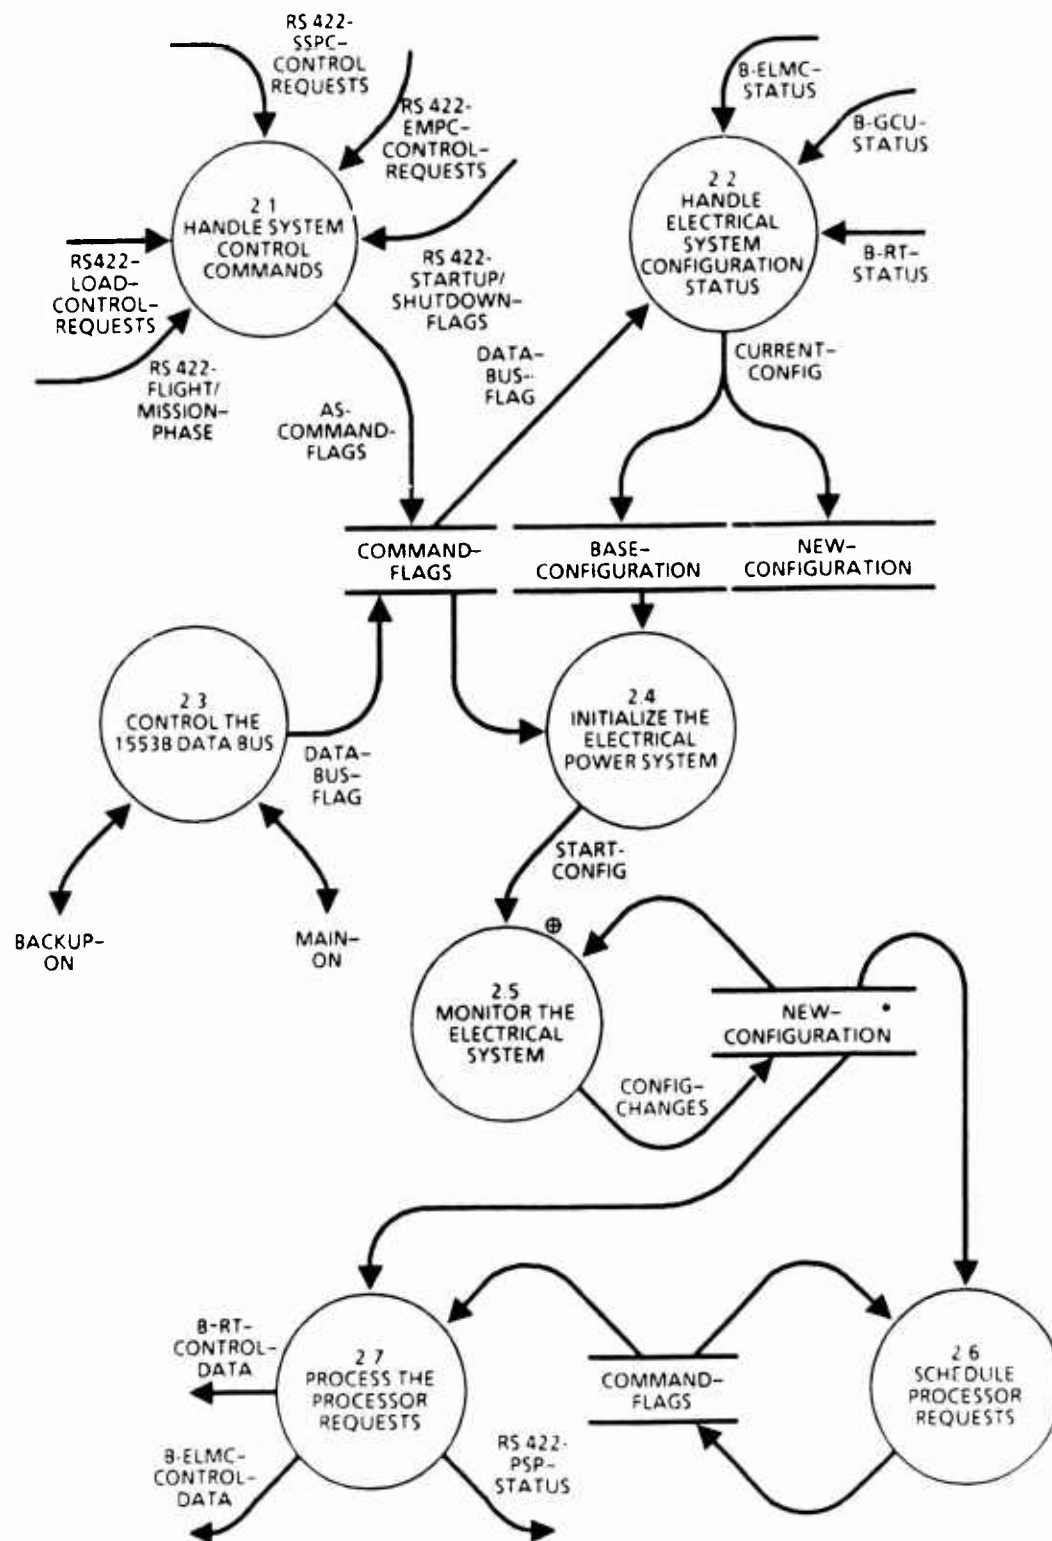 RS 422-
SSPC-
CONTROL
REQUESTS
RS 422-
EMPC-
CONTROL-
REQUESTS
B-ELMC-
STATUS
B-GCU-
STATUS
2 1
HANDLE SYSTEM
CONTROL
COMMANDS
2 2
HANDLE
ELECTRICAL
SYSTEM
CONFIGURATION
STATUS
RS422-
LOAD-
CONTROL-
REQUESTS
RS 422-
STARTUP/
SHUTDOWN-
FLAGS
B-RT-
STATUS
RS 422-
FLIGHT/
MISSION-
PHASE
AS-
COMMAND-
FLAGS
DATA-
BUS-
FLAG
CURRENT-
CONFIG
COMMAND-
FLAGS
BASE-
CONFIGURATION
NEW-
CONFIGURATION
2 3
CONTROL THE
1553B DATA BUS
DATA-
BUS-
FLAG
2.4
INITIALIZE THE
ELECTRICAL
POWER SYSTEM
BACKUP-
ON
MAIN-
ON
START-
CONFIG
2.5
MONITOR THE
ELECTRICAL
SYSTEM
NEW- *
CONFIGURATION
CONFIG-
CHANGES
B-RT-
CONTROL-
DATA
2 7
PROCESS THE
PROCESSOR
REQUESTS
COMMAND-
FLAGS
2 6
SCHEDULE
PROCESSOR
REQUESTS
B-ELMC-
CONTROL-
DATA
RS 422-
PSP-
STATUS